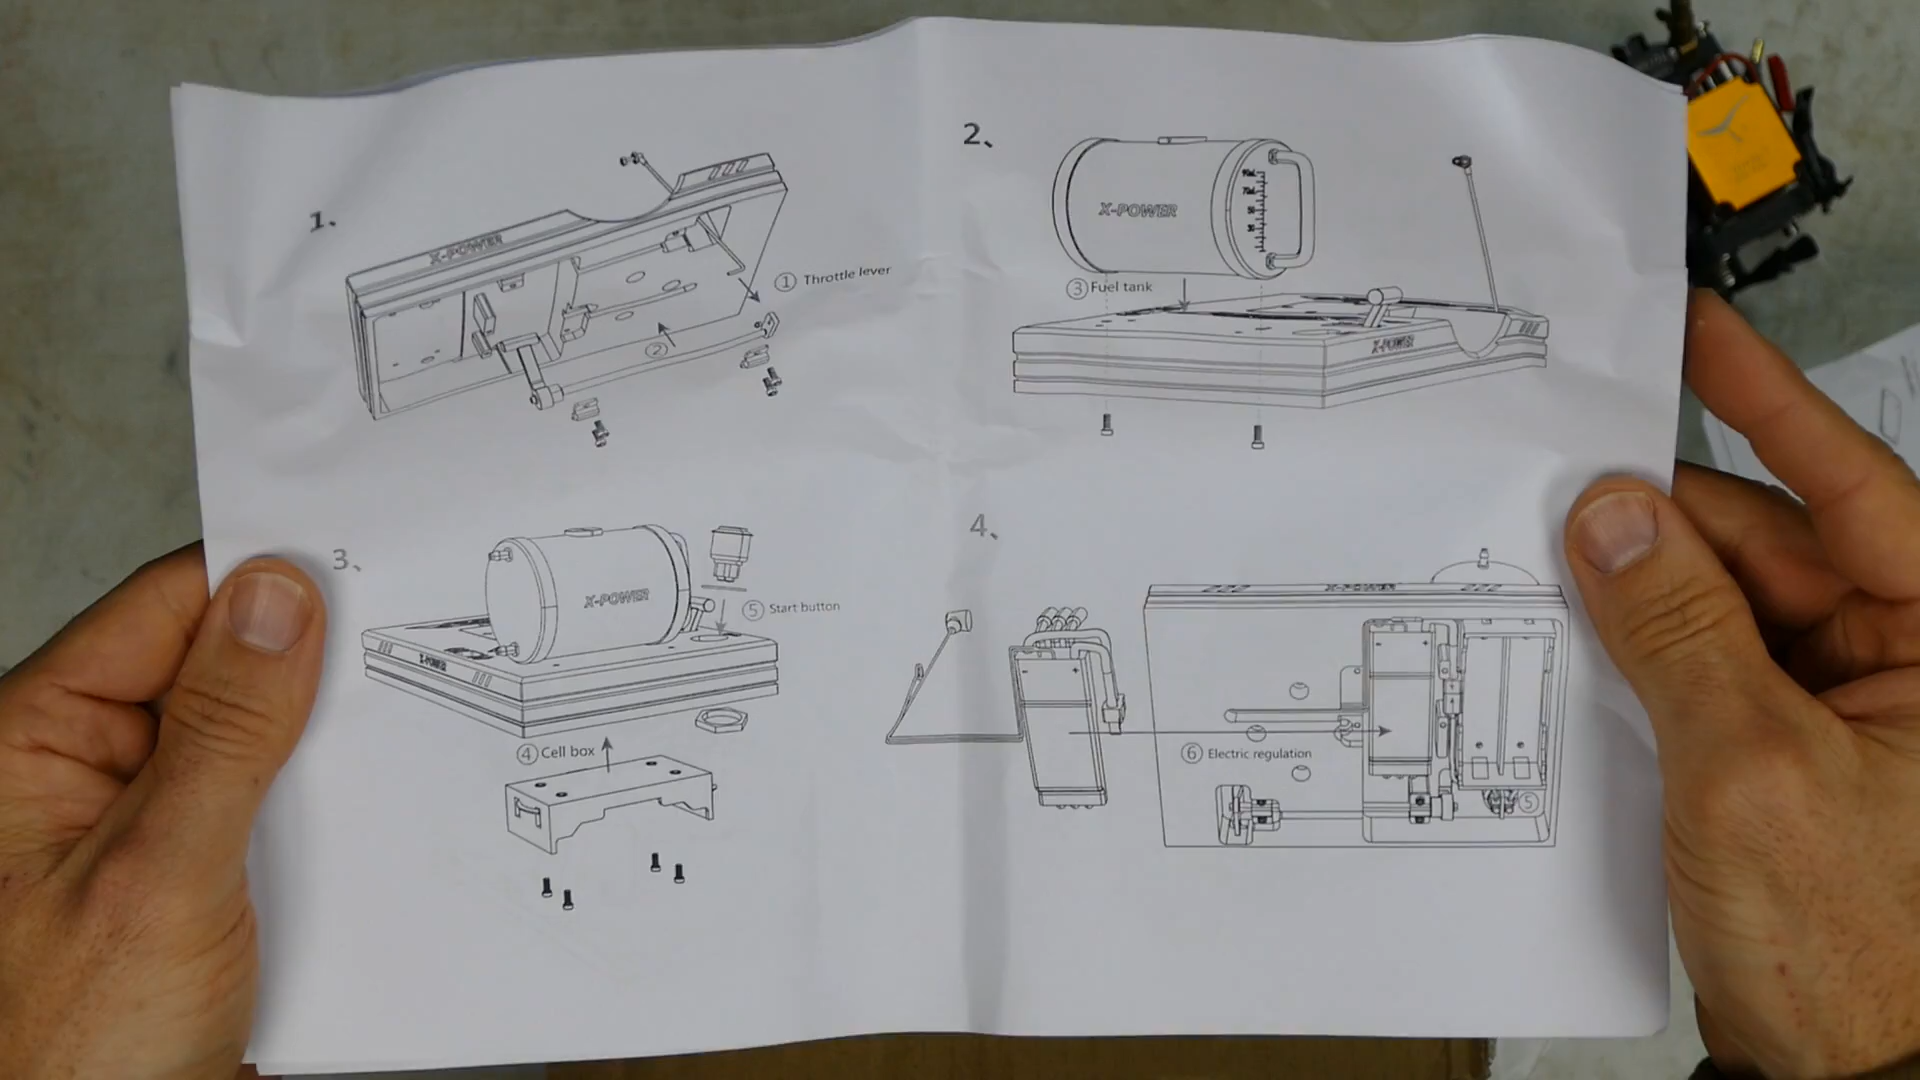 1、
X-POWER
① Throttle lever
②
2、
X-POWER
③ Fuel tank
X-POWER
3、
X-POWER
⑤ Start button
X-POWER
④ Cell box
4、
X-POWER
- +
- +
⑥ Electric regulation
⑤